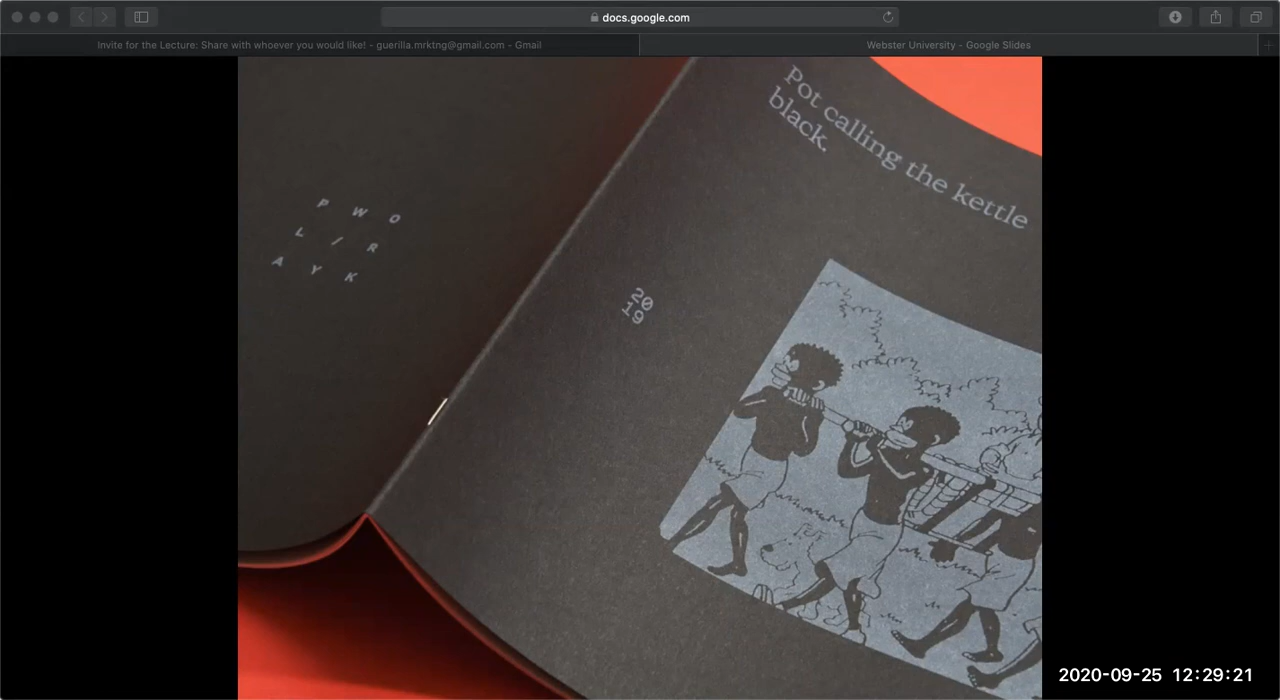 docs.google.com
Invite for the Lecture: Share with whoever you would like! - guerilla.mrktng@gmail.com - Gmail
Webster University - Google Slides
Pot calling the kettle
black.
P W O
L / R
A Y K
20
19
2020-09-25 12:29:21